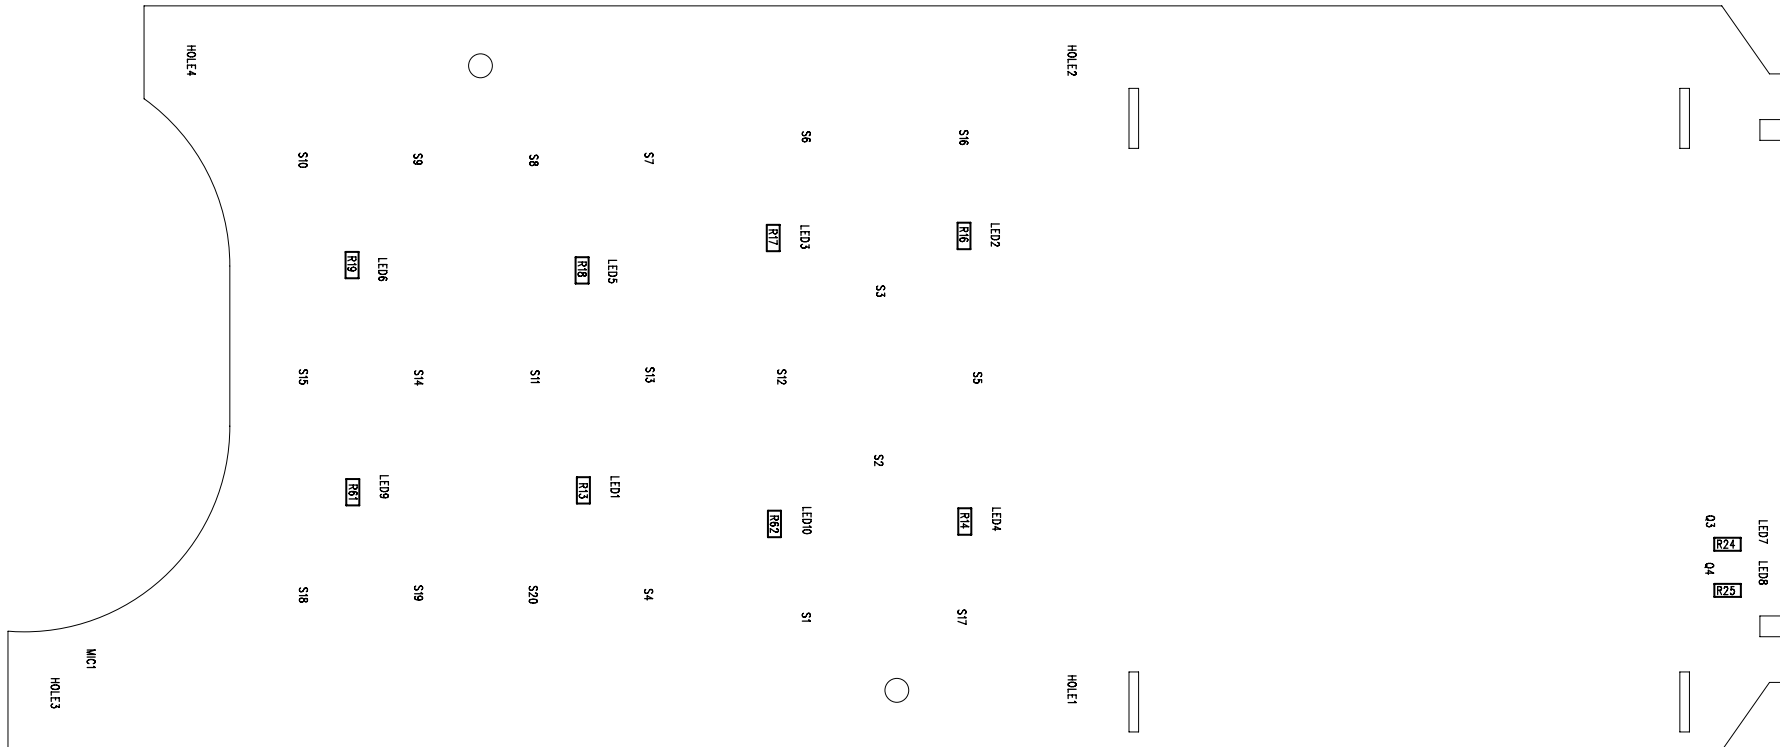 HOLE4
HOLE2
S6
S16
S10
S9
S8
S7
R17
LED3
R16
LED2
R19
LED6
R18
LED5
S3
S15
S14
S11
S13
S12
S5
S2
R61
LED9
R13
LED1
R62
LED10
R14
LED4
Q3
R24
LED7
Q4
R25
LED8
S18
S19
S20
S4
S1
S17
MIC1
HOLE3
HOLE1